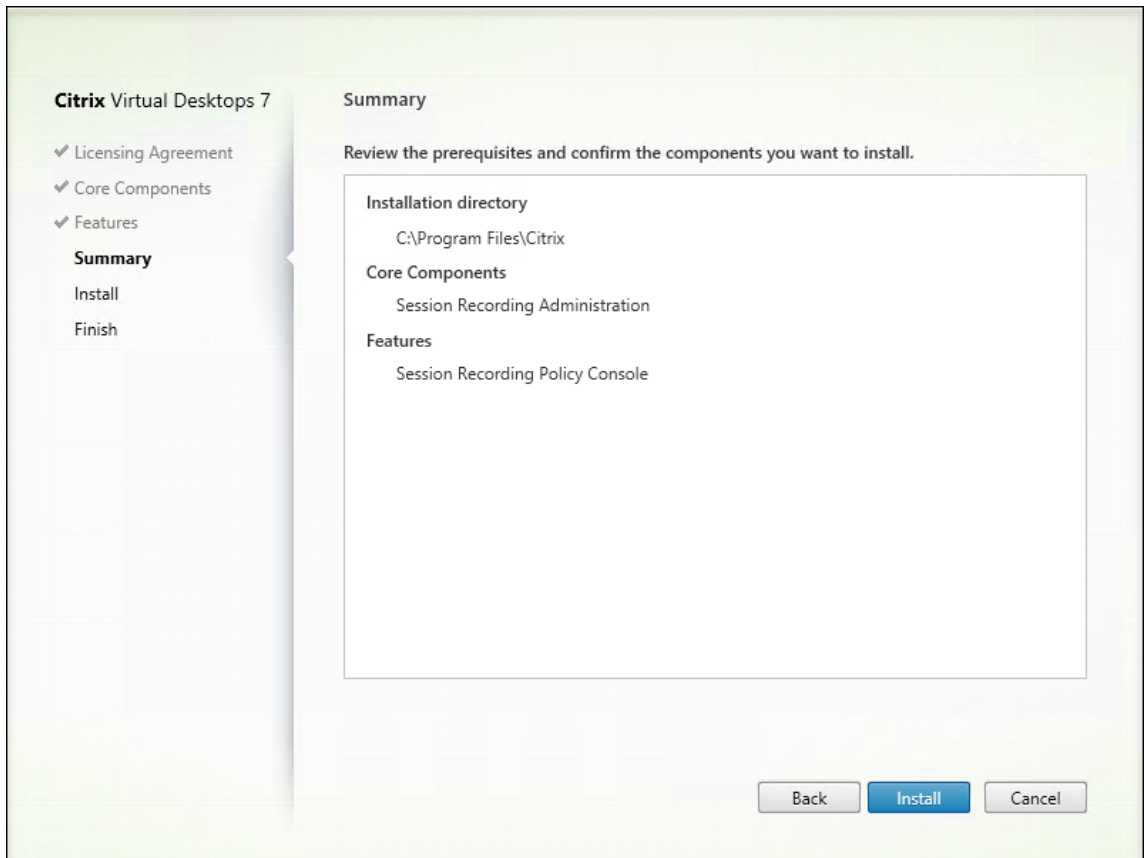 Citrix Virtual Desktops 7
Licensing Agreement
Core Components
Features
Summary
Install
Finish
Summary
Review the prerequisites and confirm the components you want to install.
Installation directory
C:\Program Files\Citrix
Core Components
Session Recording Administration
Features
Session Recording Policy Console
Back
Install
Cancel